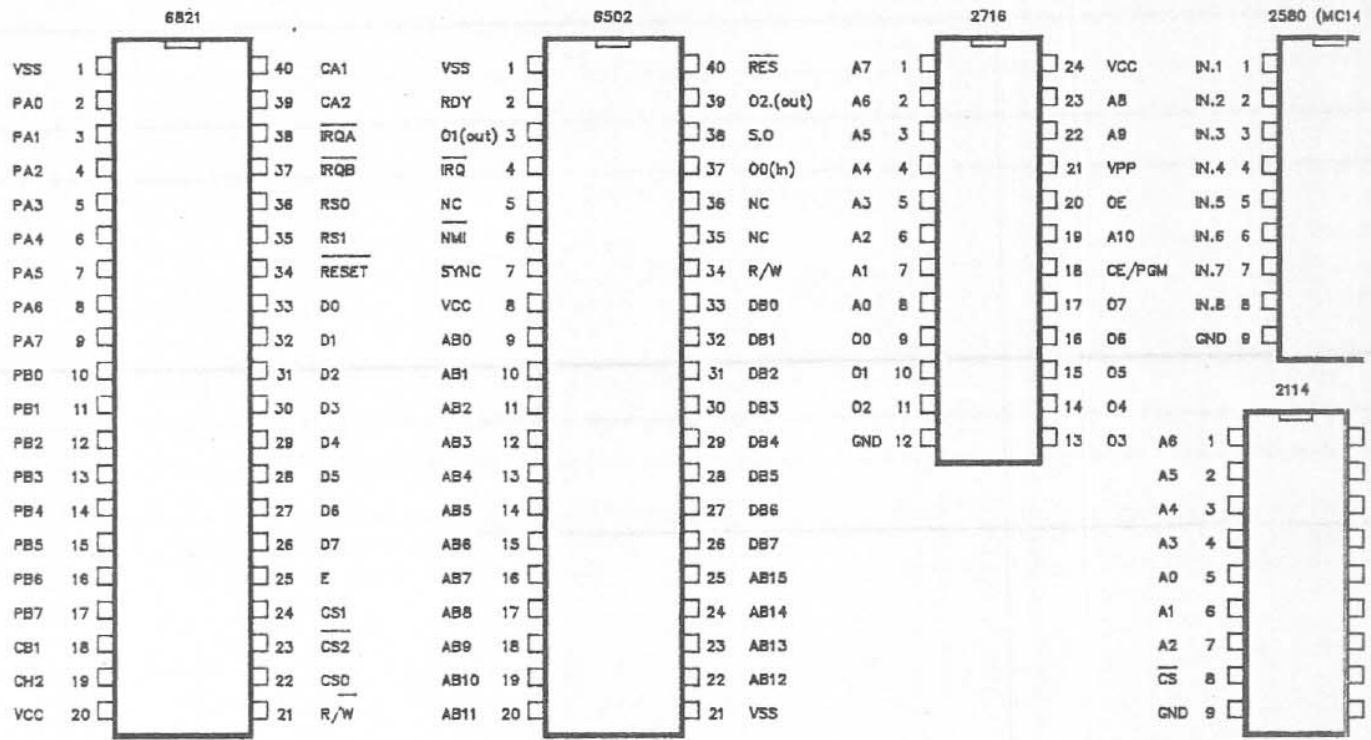 6821 6502 2716 2580 (MC14
VSS 1 40 CA1 VSS 1 40 RES A7 1 24 VCC IN.1 1
PA0 2 39 CA2 RDY 2 39 O2.(out) A6 2 23 A8 IN.2 2
PA1 3 38 IRQA O1(out) 3 38 S.O A5 3 22 A9 IN.3 3
PA2 4 37 IRQB IRQ 4 37 O0(in) A4 4 21 VPP IN.4 4
PA3 5 36 RS0 NC 5 36 NC A3 5 20 OE IN.5 5
PA4 6 35 RS1 NMI 6 35 NC A2 6 19 A10 IN.6 6
PA5 7 34 RESET SYNC 7 34 R/W A1 7 18 CE/PGM IN.7 7
PA6 8 33 D0 VCC 8 33 DB0 A0 8 17 O7 IN.8 8
PA7 9 32 D1 AB0 9 32 DB1 O0 9 16 O6 GND 9
PB0 10 31 D2 AB1 10 31 DB2 O1 10 15 O5
2114
PB1 11 30 D3 AB2 11 30 DB3 O2 11 14 O4
PB2 12 29 D4 AB3 12 29 DB4 GND 12 13 O3 A6 1
PB3 13 28 D5 AB4 13 28 DB5 A5 2
PB4 14 27 D6 AB5 14 27 DB6 A4 3
PB5 15 26 D7 AB6 15 26 DB7 A3 4
PB6 16 25 E AB7 16 25 AB15 A0 5
PB7 17 24 CS1 AB8 17 24 AB14 A1 6
CB1 18 23 CS2 AB9 18 23 AB13 A2 7
CH2 19 22 CS0 AB10 19 22 AB12 CS 8
VCC 20 21 R/W AB11 20 21 VSS GND 9